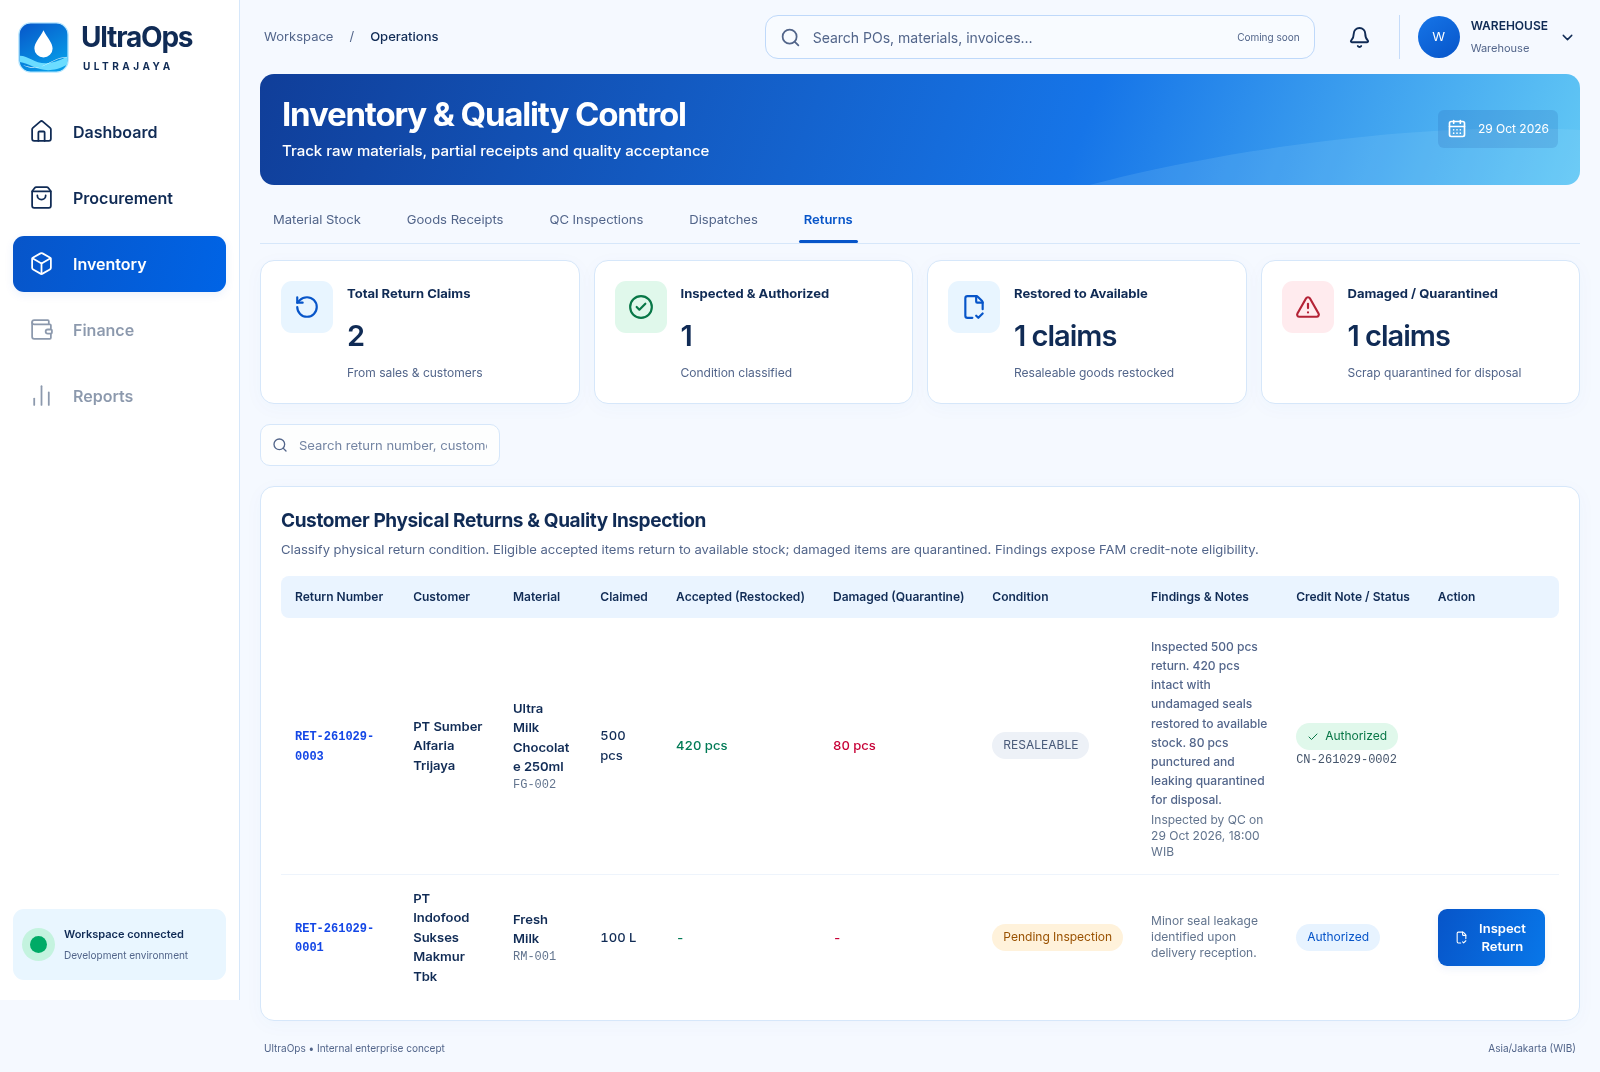 UltraOps
ULTRAJAYA
Workspace / Operations
Search POs, materials, invoices...
Coming soon
W
WAREHOUSE
Warehouse
Dashboard
Procurement
Inventory
Finance
Reports
Workspace connected
Development environment
Inventory & Quality Control
Track raw materials, partial receipts and quality acceptance
29 Oct 2026
Material Stock
Goods Receipts
QC Inspections
Dispatches
Returns
Total Return Claims
2
From sales & customers
Inspected & Authorized
1
Condition classified
Restored to Available
1 claims
Resaleable goods restocked
Damaged / Quarantined
1 claims
Scrap quarantined for disposal
Search return number, custome
Customer Physical Returns & Quality Inspection
Classify physical return condition. Eligible accepted items return to available stock; damaged items are quarantined. Findings expose FAM credit-note eligibility.
Return Number
Customer
Material
Claimed
Accepted (Restocked)
Damaged (Quarantine)
Condition
Findings & Notes
Credit Note / Status
Action
RET-261029-
0003
PT Sumber
Alfaria
Trijaya
Ultra
Milk
Chocolat
e 250ml
FG-002
500
pcs
420 pcs
80 pcs
RESALEABLE
Inspected 500 pcs
return. 420 pcs
intact with
undamaged seals
restored to available
stock. 80 pcs
punctured and
leaking quarantined
for disposal.
Inspected by QC on
29 Oct 2026, 18:00
WIB
Authorized
CN-261029-0002
RET-261029-
0001
PT
Indofood
Sukses
Makmur
Tbk
Fresh
Milk
RM-001
100 L
-
-
Pending Inspection
Minor seal leakage
identified upon
delivery reception.
Authorized
Inspect
Return
UltraOps • Internal enterprise concept
Asia/Jakarta (WIB)